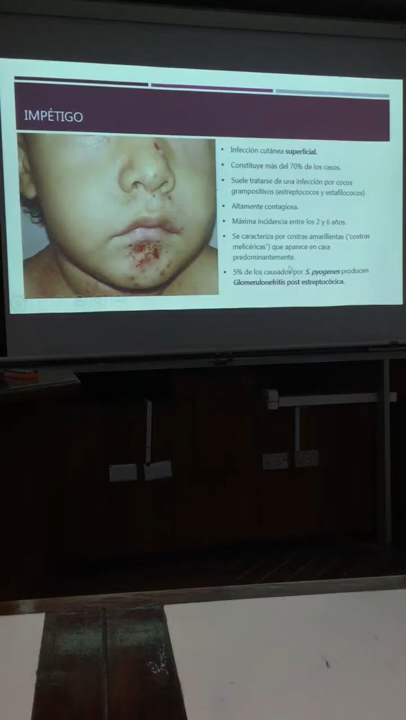 IMPÉTIGO
• Infección cutánea superficial.
• Constituye más del 70% de los casos.
• Suele tratarse de una infección por cocos
grampositivos (estreptococos y estafilococos)
• Altamente contagiosa.
• Máxima incidencia entre los 2 y 6 años.
• Se caracteriza por costras amarillentas ("costras
melicéricas") que aparece en cara
predominantemente.
• 5% de los causados por S. pyogenes producen
Glomerulonefritis post estreptocócica.